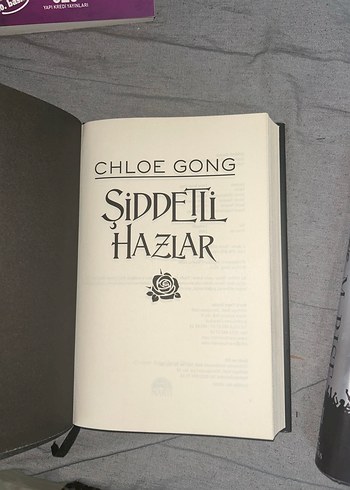 YAPI KREDİ YAYINLARI
CHLOE GONG
ŞİDDETLİ
HAZLAR